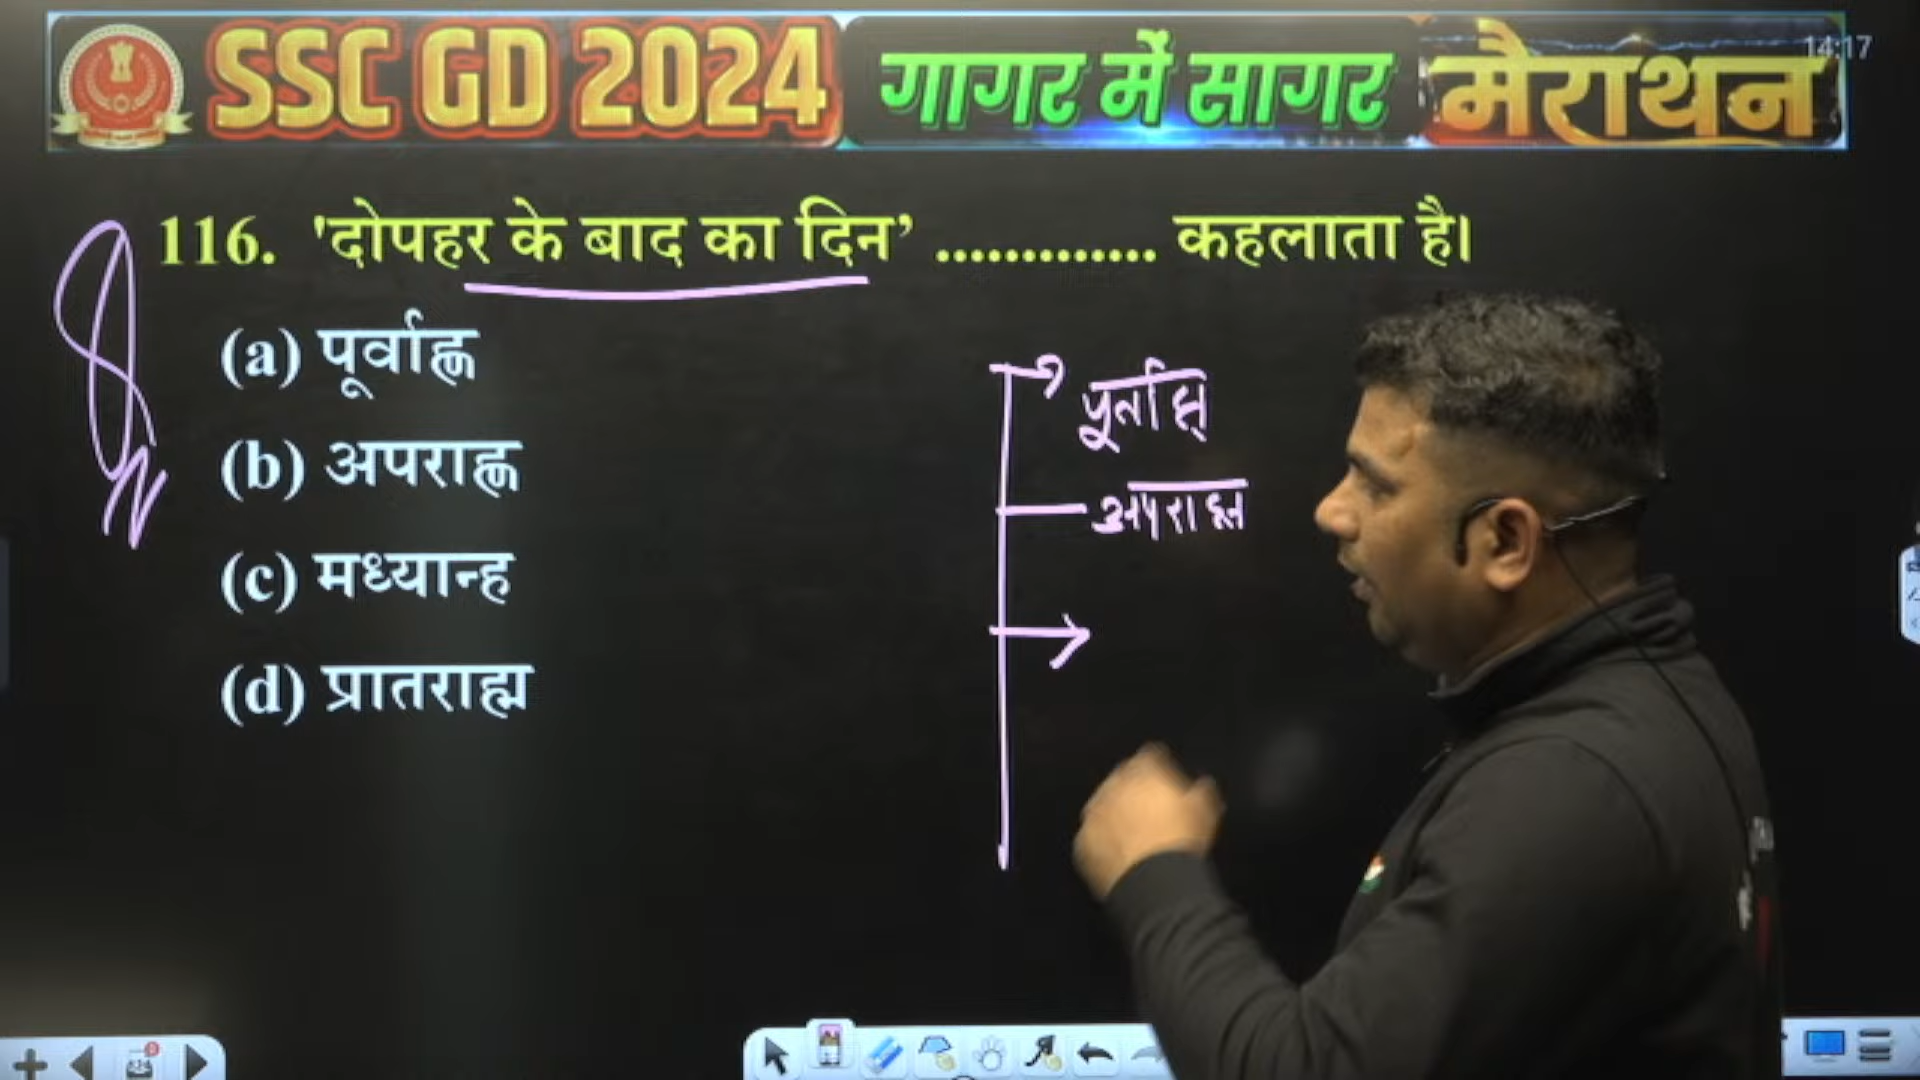 SSC GD 2024 गागर में सागर मैराथन
14:17
116. 'दोपहर के बाद का दिन’ ............. कहलाता है।
(a) पूर्वाह्ण
(b) अपराह्ण
(c) मध्यान्ह
(d) प्रातराह्म
अपराह्न